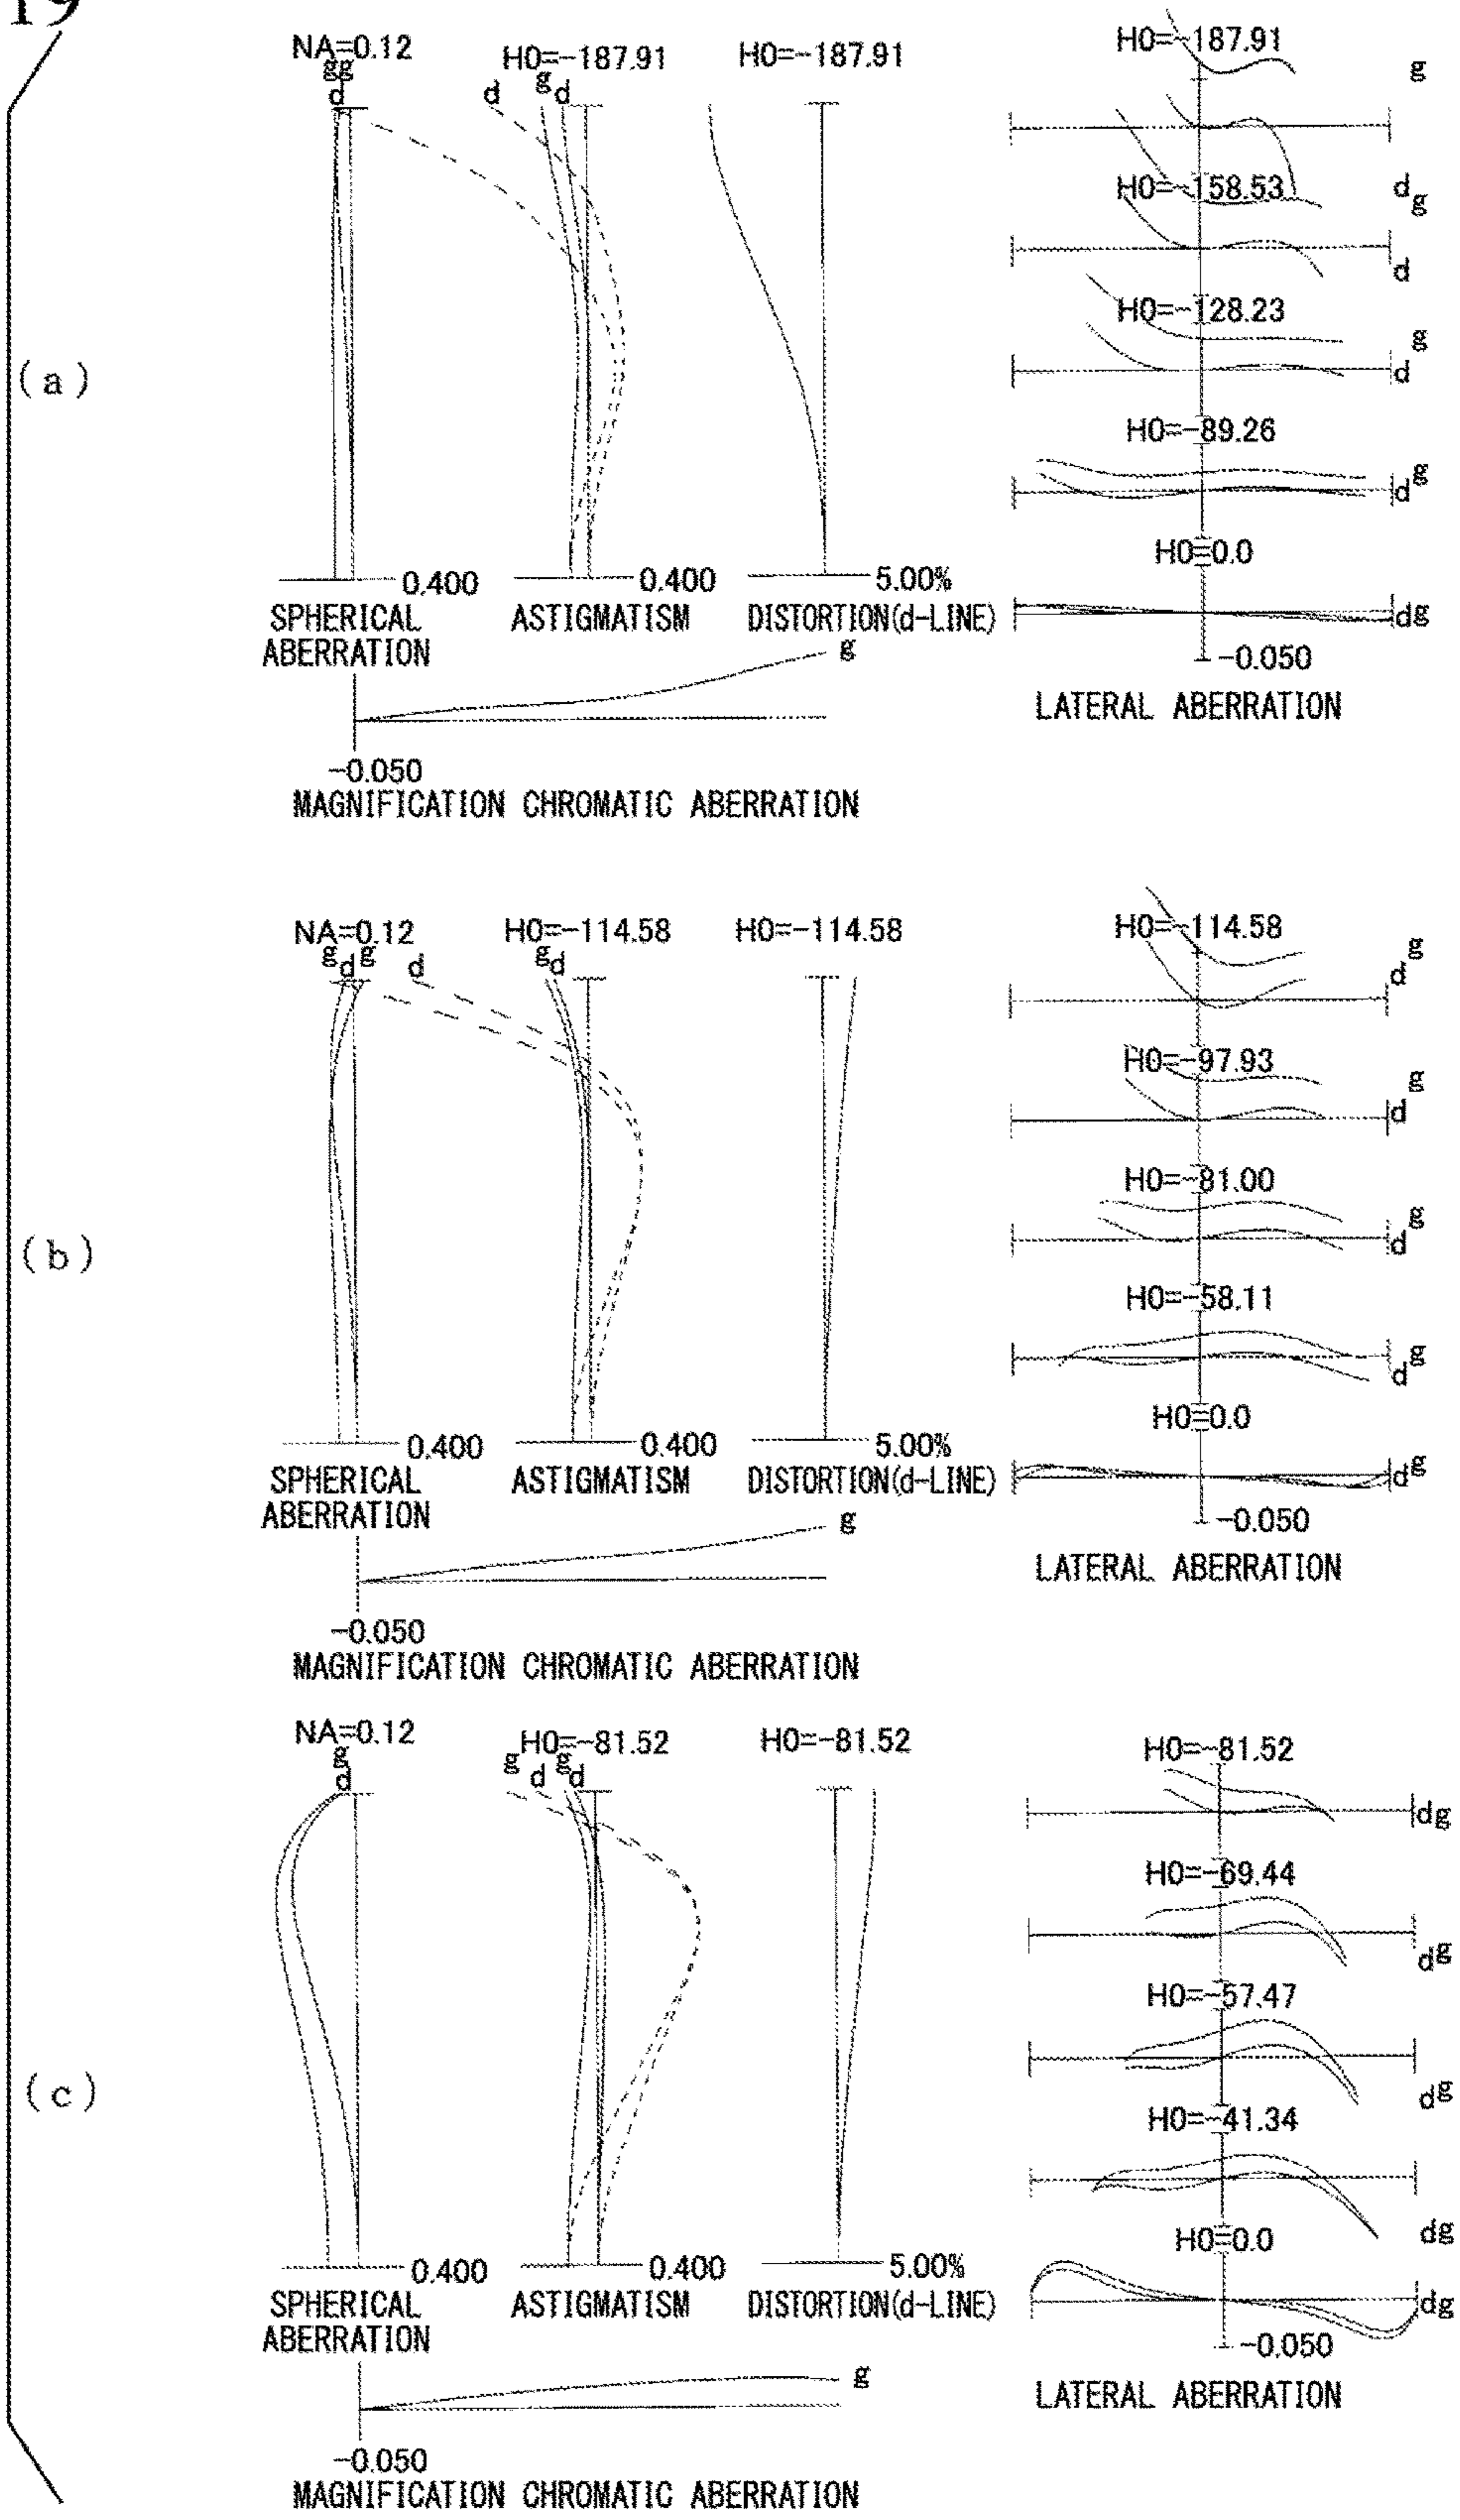 19
(a)
NA=0.12
g g
d
H0=-187.91
d g d
H0=-187.91
0.400
SPHERICAL
ABERRATION
0.400
ASTIGMATISM
5.00%
DISTORTION(d-LINE)
g
-0.050
MAGNIFICATION CHROMATIC ABERRATION
H0=-187.91
g
d
H0=-158.53
g
d
H0=-128.23
g
d
H0=-89.26
g
d
H0=0.0
dg
-0.050
LATERAL ABERRATION
(b)
NA=0.12
g d g d
H0=-114.58
g d
H0=-114.58
0.400
SPHERICAL
ABERRATION
0.400
ASTIGMATISM
5.00%
DISTORTION(d-LINE)
g
-0.050
MAGNIFICATION CHROMATIC ABERRATION
H0=-114.58
g
d
H0=-97.93
g
d
H0=-81.00
g
d
H0=-58.11
g
d
H0=0.0
dg
-0.050
LATERAL ABERRATION
(c)
NA=0.12
g
d
H0=-81.52
g d g d
H0=-81.52
0.400
SPHERICAL
ABERRATION
0.400
ASTIGMATISM
5.00%
DISTORTION(d-LINE)
g
-0.050
MAGNIFICATION CHROMATIC ABERRATION
H0=-81.52
dg
H0=-69.44
dg
H0=-57.47
dg
H0=-41.34
dg
H0=0.0
dg
-0.050
LATERAL ABERRATION